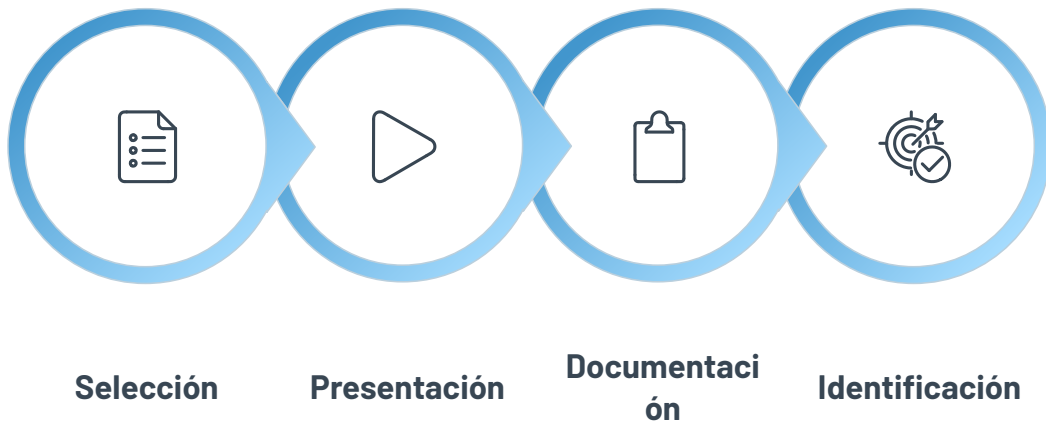 Selección
Presentación
Documentaci
ón
Identificación